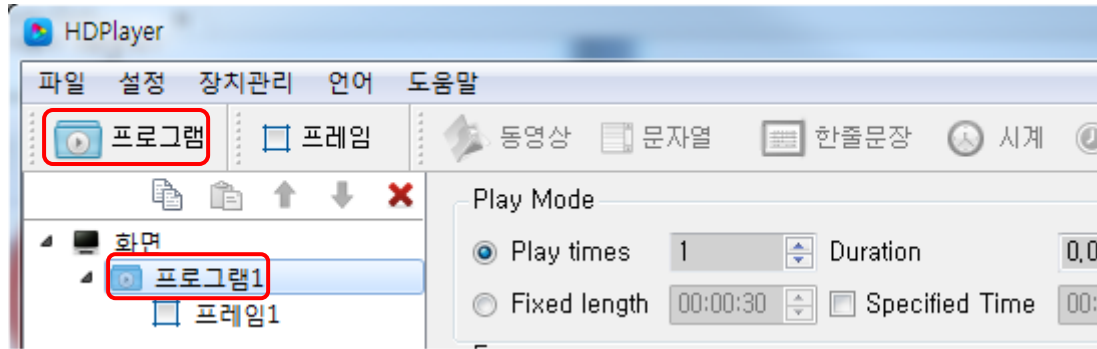 HDPlayer
파일 설정 장치관리 언어 도움말
프로그램 프레임 동영상 문자열 한줄문장 시계
화면
프로그램1
프레임1
Play Mode
Play times 1 Duration
Fixed length 00:00:30 Specified Time